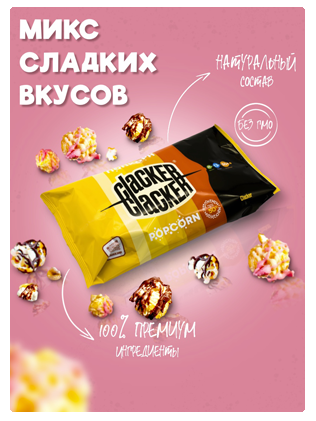 МИКС
СЛАДКИХ
ВКУСОВ
НАТУРАЛЬНЫЙ
СОСТАВ
БЕЗ ГМО
CLACKER
CLACKER
POPCORN
100% ПРЕМИУМ
ИНГРЕДИЕНТЫ